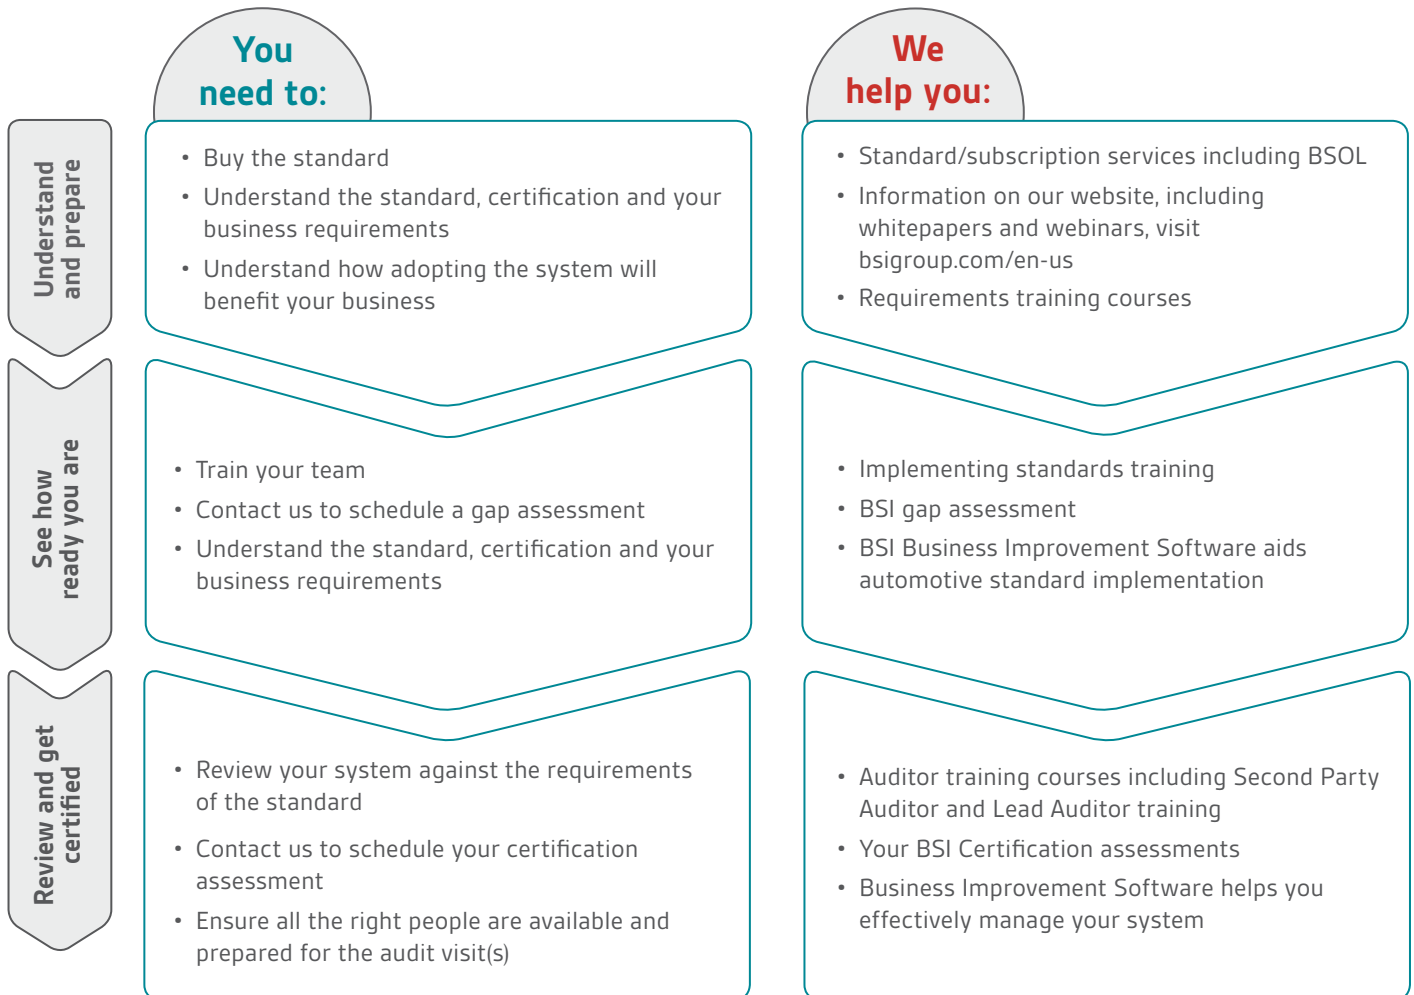 You
need to:
We
help you:
Understand
and prepare
• Buy the standard
• Understand the standard, certification and your
business requirements
• Understand how adopting the system will
benefit your business
• Standard/subscription services including BSOL
• Information on our website, including
whitepapers and webinars, visit
bsigroup.com/en-us
• Requirements training courses
See how
ready you are
• Train your team
• Contact us to schedule a gap assessment
• Understand the standard, certification and your
business requirements
• Implementing standards training
• BSI gap assessment
• BSI Business Improvement Software aids
automotive standard implementation
Review and get
certified
• Review your system against the requirements
of the standard
• Contact us to schedule your certification
assessment
• Ensure all the right people are available and
prepared for the audit visit(s)
• Auditor training courses including Second Party
Auditor and Lead Auditor training
• Your BSI Certification assessments
• Business Improvement Software helps you
effectively manage your system